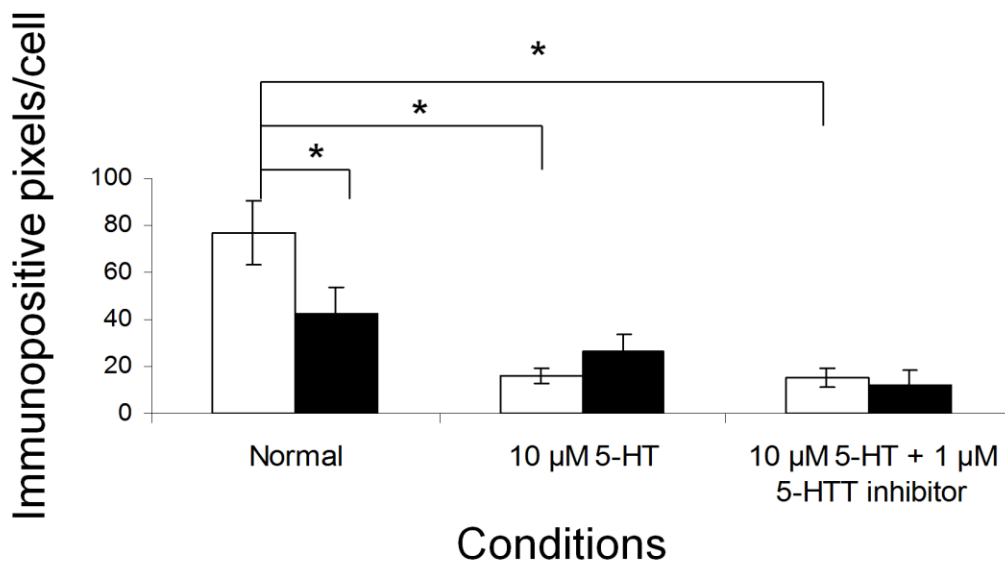 Immunopositive pixels/cell
*
*
*
100
80
60
40
20
0
Normal
10 µM 5-HT
10 µM 5-HT + 1 µM
5-HTT inhibitor
Conditions